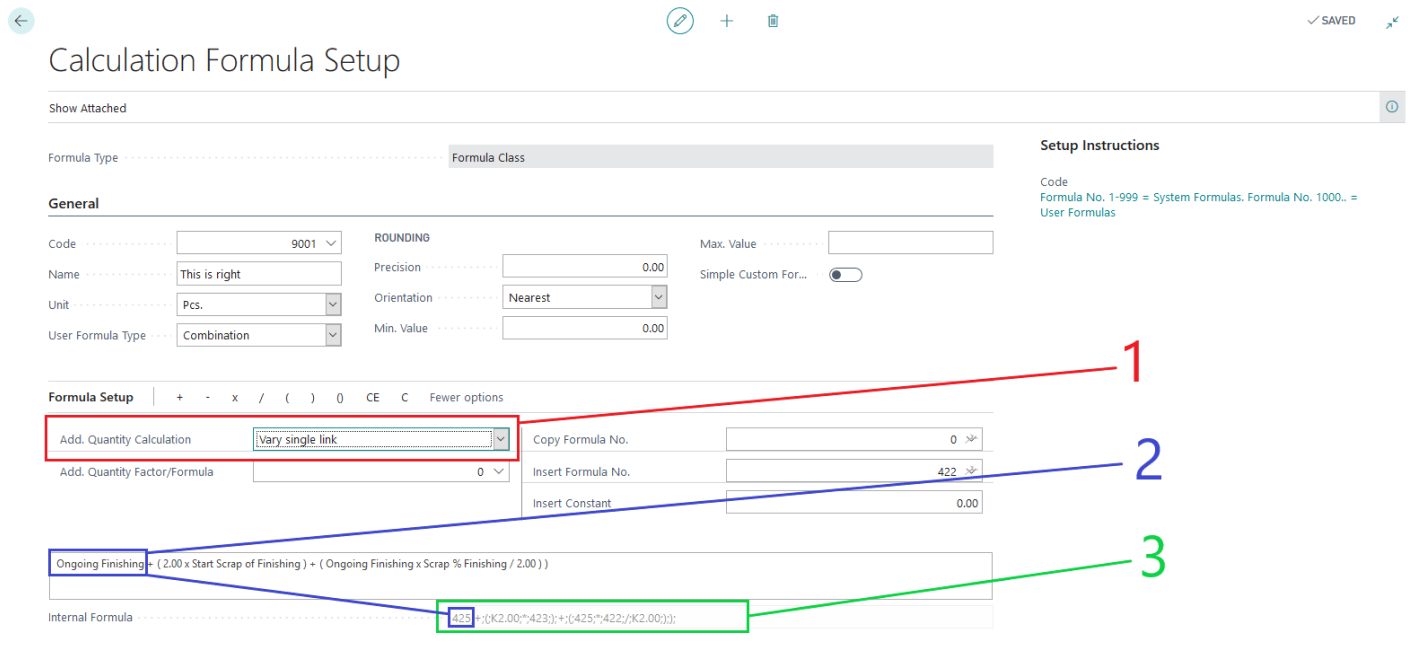 SAVED
Calculation Formula Setup
Show Attached
Formula Type Formula Class
Setup Instructions
Code
Formula No. 1-999 = System Formulas. Formula No. 1000.. =
User Formulas
General
Code 9001
Name This is right
Unit Pcs.
User Formula Type Combination
ROUNDING
Precision 0.00
Orientation Nearest
Min. Value 0.00
Max. Value
Simple Custom For...
1
Formula Setup + - x / ( ) () CE C Fewer options
Add. Quantity Calculation Vary single link
Add. Quantity Factor/Formula 0
Copy Formula No. 0
Insert Formula No. 422
Insert Constant 0.00
2
Ongoing Finishing + ( 2.00 x Start Scrap of Finishing ) + ( Ongoing Finishing x Scrap % Finishing / 2.00 ) )
3
Internal Formula 425;+;(;K2.00;*;423;);+;(;425;*;422;/;K2.00;););